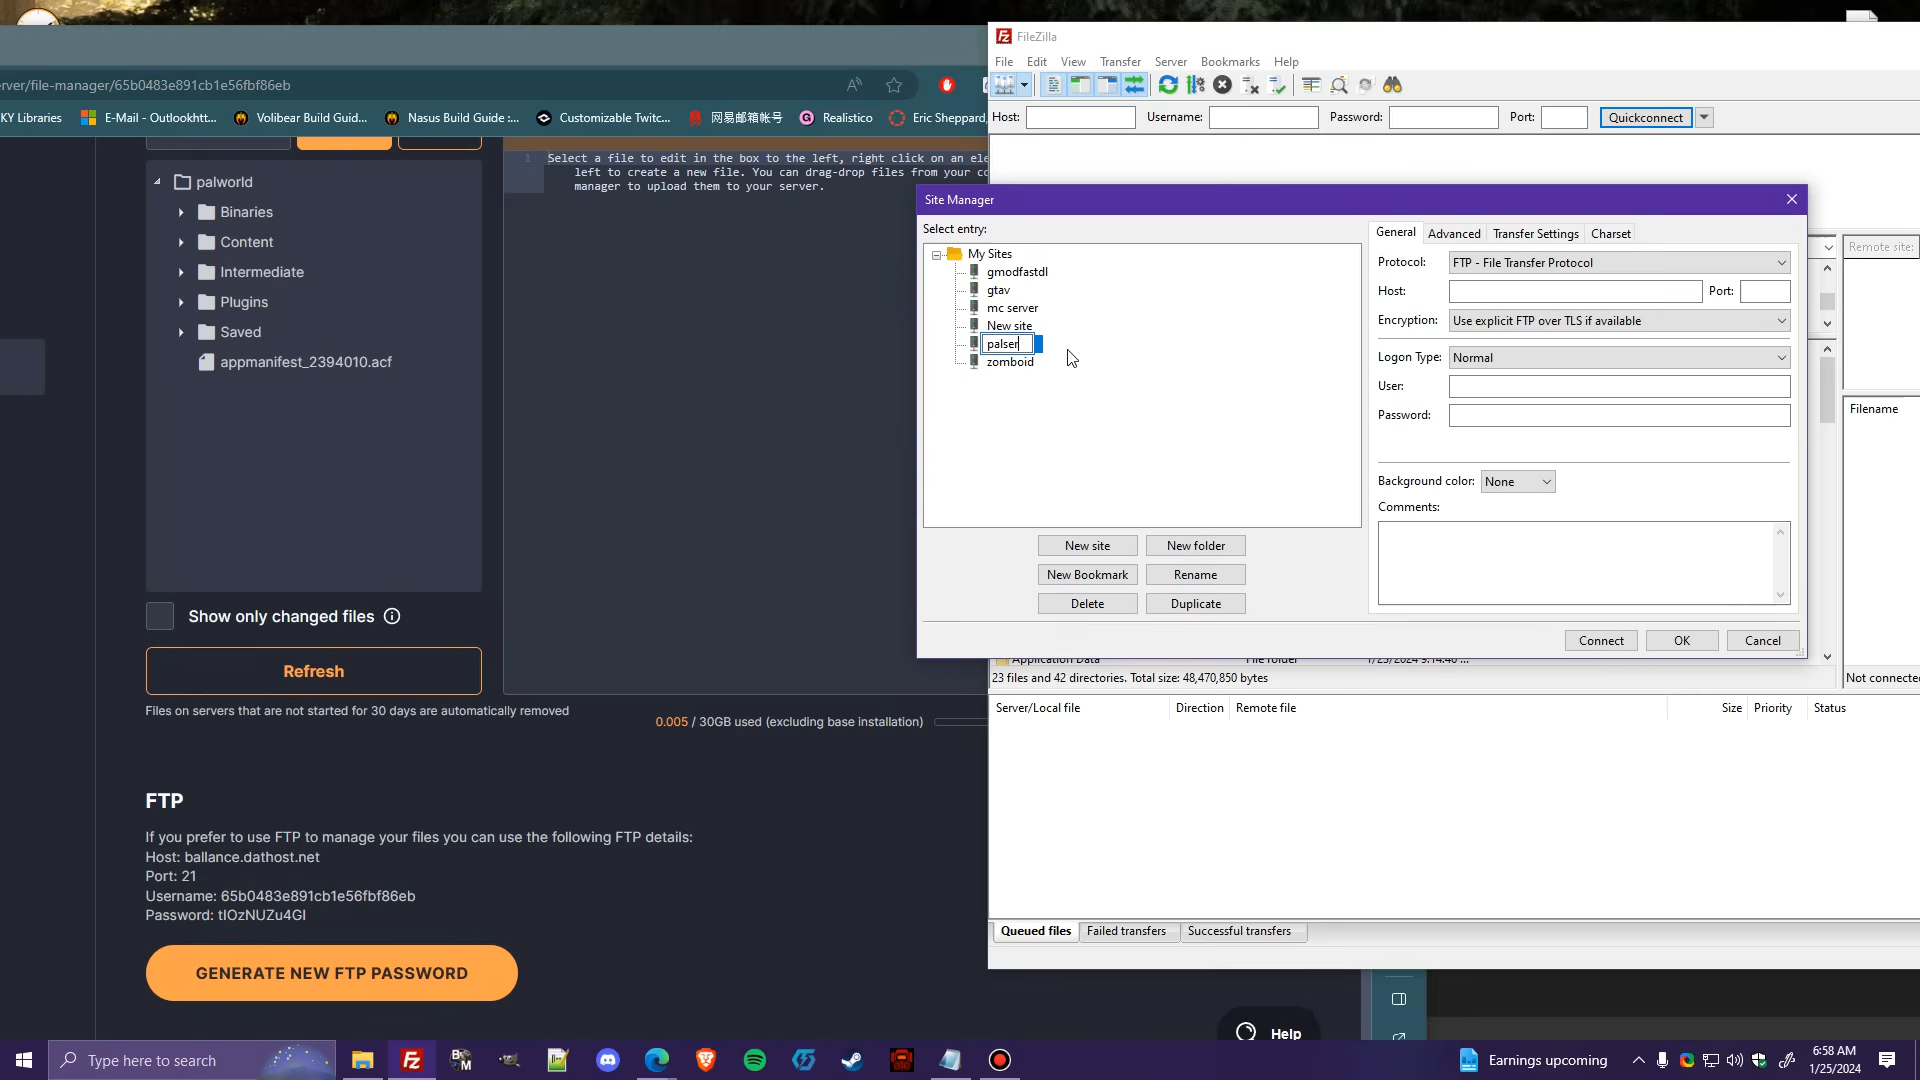 FileZilla
File Edit View Transfer Server Bookmarks Help
Host: Username: Password: Port: Quickconnect
erver/file-manager/65b0483e891cb1e56fbf86eb
KY Libraries E-Mail - Outlookhtt... Volibear Build Guid... Nasus Build Guide :... Customizable Twitc... 网易邮箱帐号 Realistico Eric Sheppard,
palworld
Binaries
Content
Intermediate
Plugins
Saved
appmanifest_2394010.acf
1 Select a file to edit in the box to the left, right click on an ele
left to create a new file. You can drag-drop files from your co
manager to upload them to your server.
Show only changed files
Refresh
Files on servers that are not started for 30 days are automatically removed
0.005 / 30GB used (excluding base installation)
FTP
If you prefer to use FTP to manage your files you can use the following FTP details:
Host: ballance.dathost.net
Port: 21
Username: 65b0483e891cb1e56fbf86eb
Password: tIOzNUZu4GI
GENERATE NEW FTP PASSWORD
Help
Site Manager
Select entry:
My Sites
gmodfastdl
gtav
mc server
New site
palser
zomboid
New site New folder
New Bookmark Rename
Delete Duplicate
General Advanced Transfer Settings Charset
Protocol: FTP - File Transfer Protocol
Host: Port:
Encryption: Use explicit FTP over TLS if available
Logon Type: Normal
User:
Password:
Background color: None
Comments:
Connect OK Cancel
Remote site:
Filename
Application Data File folder 1/25/2024 9:14:46 ...
23 files and 42 directories. Total size: 48,470,850 bytes
Not connected
Server/Local file Direction Remote file Size Priority Status
Queued files Failed transfers Successful transfers
Type here to search
Earnings upcoming
6:58 AM
1/25/2024